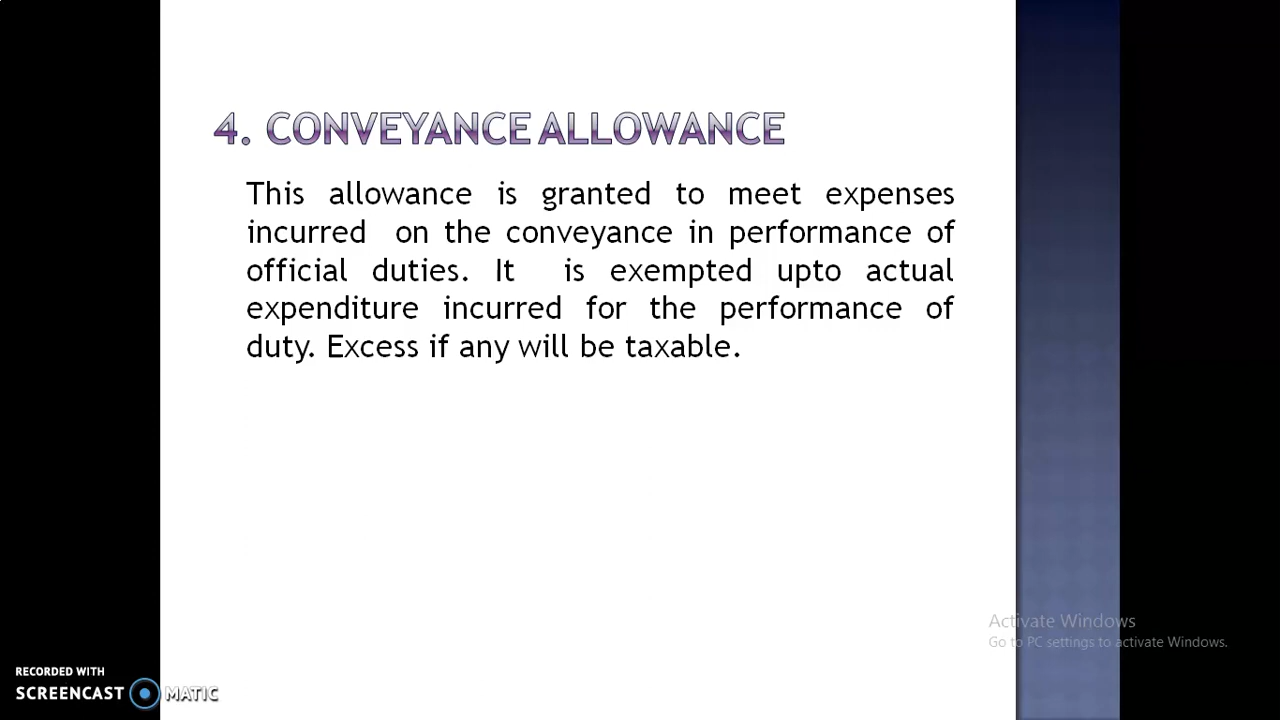 4. CONVEYANCE ALLOWANCE
This allowance is granted to meet expenses
incurred on the conveyance in performance of
official duties. It is exempted upto actual
expenditure incurred for the performance of
duty. Excess if any will be taxable.
Activate Windows
Go to PC settings to activate Windows.
RECORDED WITH
SCREENCAST MATIC